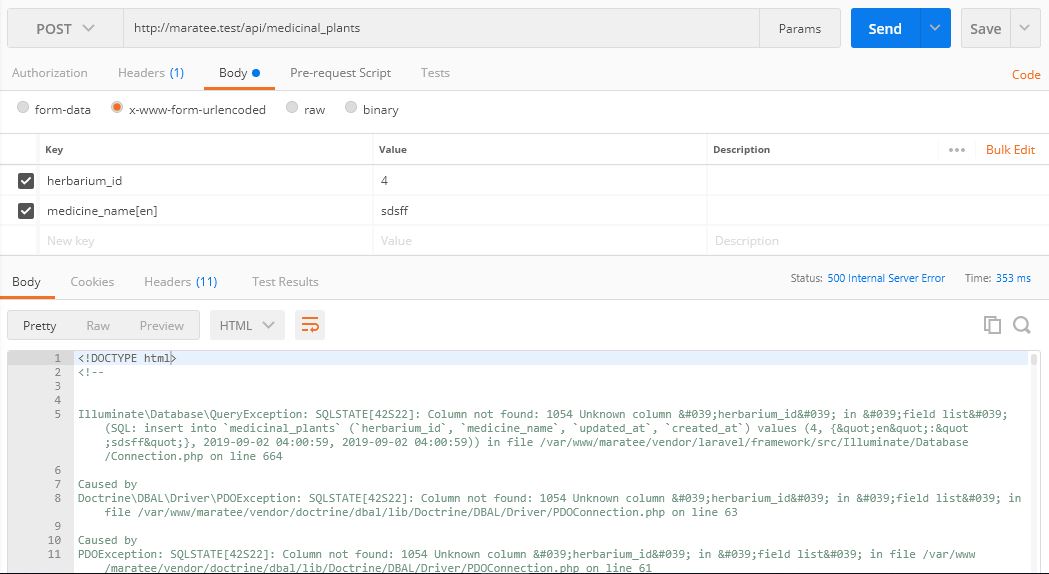 POST http://maratee.test/api/medicinal_plants Params Send Save
Authorization Headers (1) Body Pre-request Script Tests Code
form-data x-www-form-urlencoded raw binary
Key Value Description ••• Bulk Edit
herbarium_id 4
medicine_name[en] sdsff
New key Value Description
Body Cookies Headers (11) Test Results Status: 500 Internal Server Error Time: 353 ms
Pretty Raw Preview HTML
1 <!DOCTYPE html>
2 <!--
3
4
5 Illuminate\Database\QueryException: SQLSTATE[42S22]: Column not found: 1054 Unknown column &#039;herbarium_id&#039; in &#039;field list&#039;
(SQL: insert into `medicinal_plants` (`herbarium_id`, `medicine_name`, `updated_at`, `created_at`) values (4, {&quot;en&quot;:&quot
;sdsff&quot;}, 2019-09-02 04:00:59, 2019-09-02 04:00:59)) in file /var/www/maratee/vendor/laravel/framework/src/Illuminate/Database
/Connection.php on line 664
6
7 Caused by
8 Doctrine\DBAL\Driver\PDOException: SQLSTATE[42S22]: Column not found: 1054 Unknown column &#039;herbarium_id&#039; in &#039;field list&#039; in
file /var/www/maratee/vendor/doctrine/dbal/lib/Doctrine/DBAL/Driver/PDOConnection.php on line 63
9
10 Caused by
11 PDOException: SQLSTATE[42S22]: Column not found: 1054 Unknown column &#039;herbarium_id&#039; in &#039;field list&#039; in file /var/www
/maratee/vendor/doctrine/dbal/lib/Doctrine/DBAL/Driver/PDOConnection.php on line 61